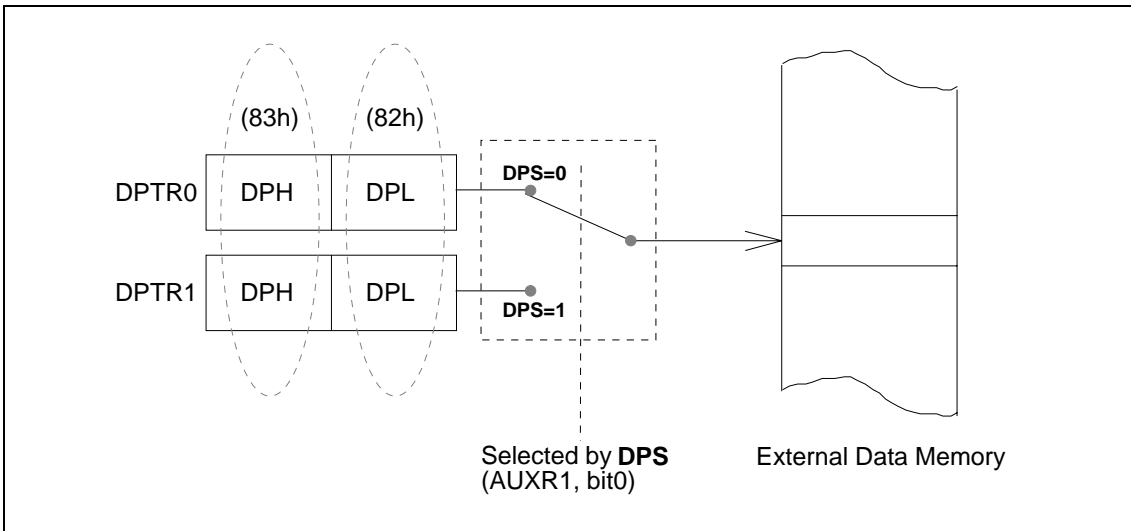 (83h) (82h)
DPTR0 DPH DPL DPS=0
DPTR1 DPH DPL DPS=1
Selected by DPS
(AUXR1, bit0)
External Data Memory